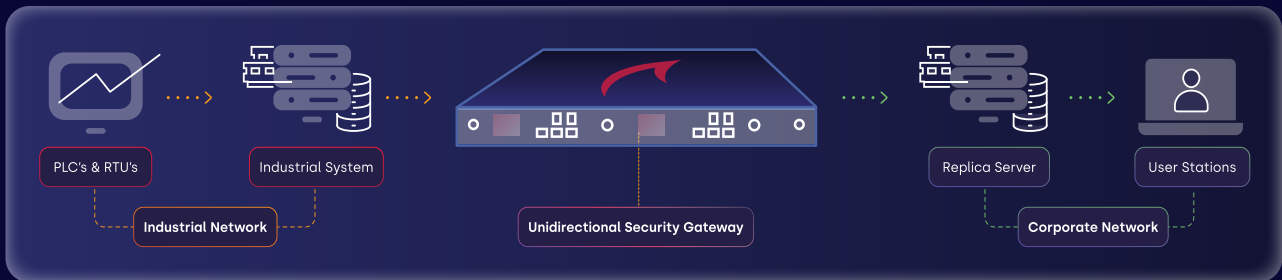 PLC's & RTU's
Industrial System
Replica Server
User Stations
Industrial Network
Unidirectional Security Gateway
Corporate Network